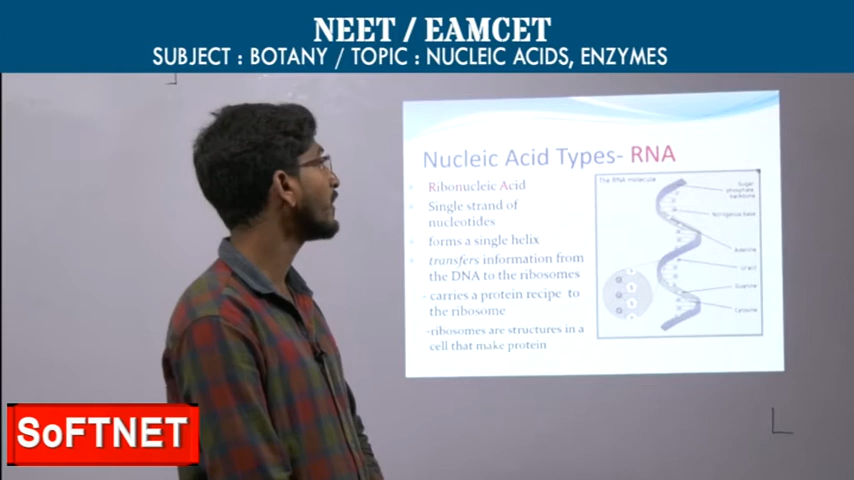 NEET / EAMCET
SUBJECT : BOTANY / TOPIC : NUCLEIC ACIDS, ENZYMES
Nucleic Acid Types- RNA
Ribonucleic Acid
Single strand of
nucleotides
forms a single helix
transfers information from
the DNA to the ribosomes
- carries a protein recipe to
the ribosome
-ribosomes are structures in a
cell that make protein
The RNA molecule
Sugar
phosphate
backbone
Nitrogenous base
Adenine
Uracil
Guanine
Cytosine
SoFTNET